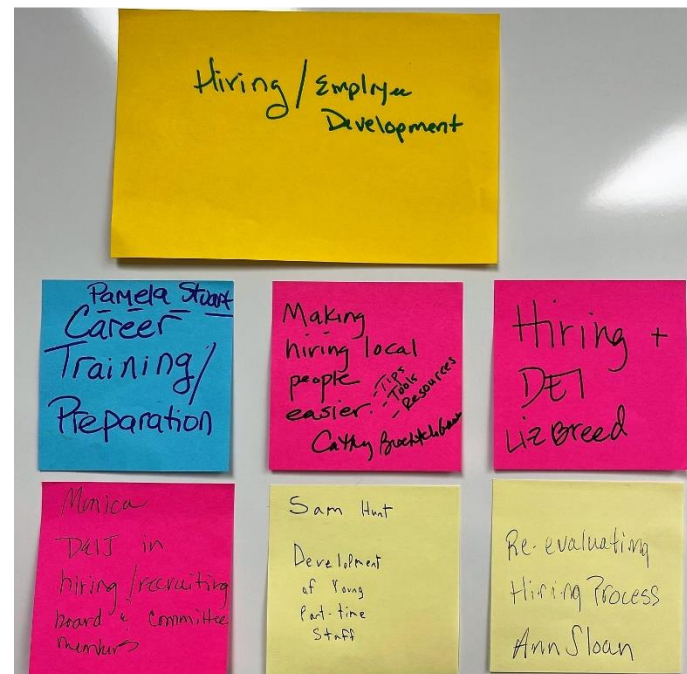 Hiring / Employee
Development
Pamela Stuart
Career
Training/
Preparation
Making
hiring local
people
easier
- Tips
- Tools
- Resources
Cathy
Hiring +
DEI
Liz Breed
Monica
DEIJ in
hiring/recruiting
board & committee
members
Sam Hunt
Development
of Young
Part-time
Staff
Re-evaluating
Hiring Process
Ann Sloan